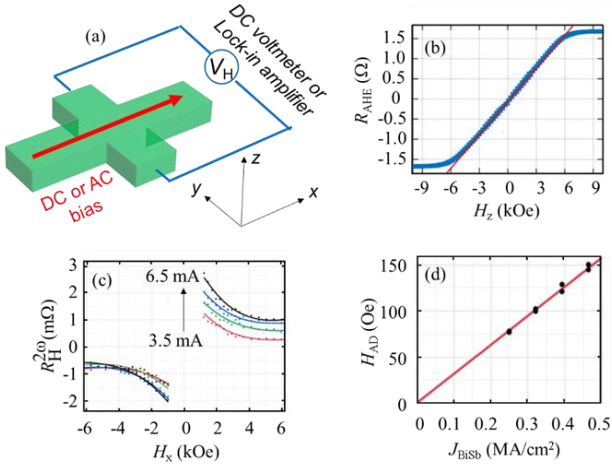 (a)
DC voltmeter or
Lock-in amplifier
V_H
DC or AC
bias
z
y
x
(b)
R_AHE (Ω)
1.5
1.0
0.5
0
-0.5
-1.0
-1.5
-9 -6 -3 0 3 6 9
H_z (kOe)
(c)
R_H^2ω (mΩ)
3
2
1
0
-1
-2
6.5 mA
3.5 mA
-6 -4 -2 0 2 4 6
H_x (kOe)
(d)
H_AD (Oe)
150
100
50
0
0 0.1 0.2 0.3 0.4 0.5
J_BiSb (MA/cm²)